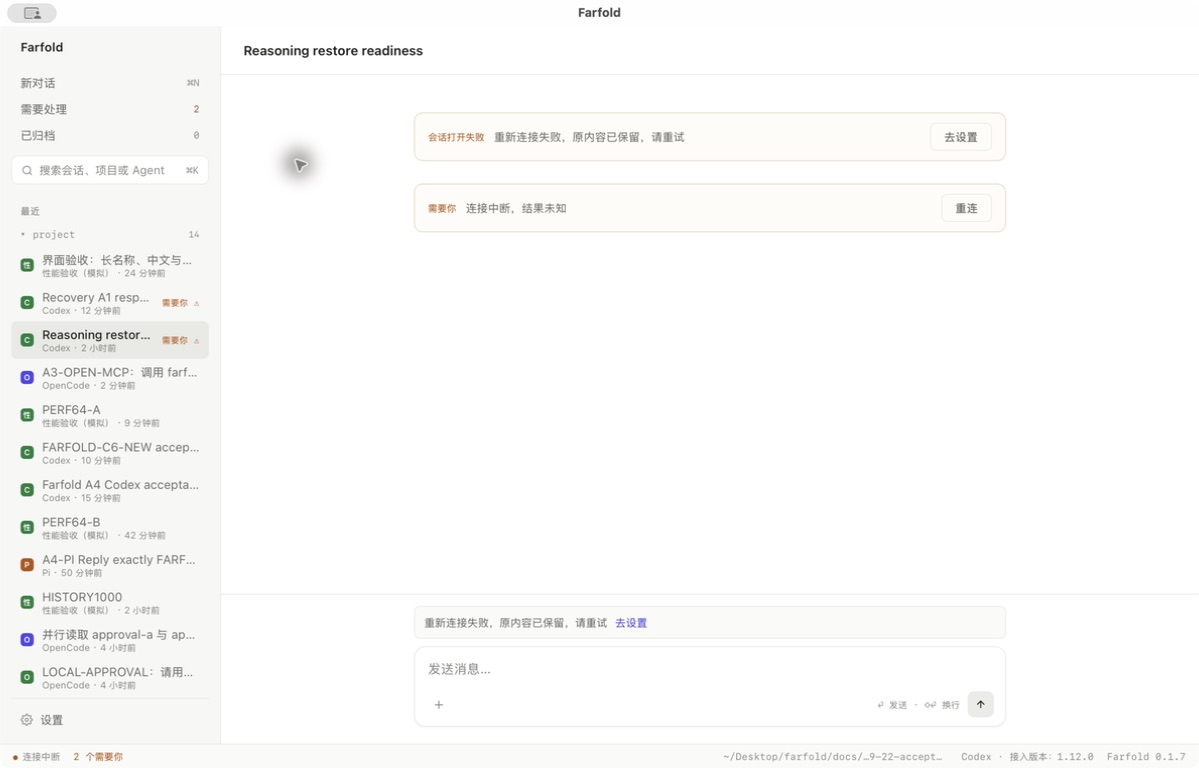 Farfold
Farfold
新对话 ⌘N
需要处理 2
已归档 0
搜索会话、项目或 Agent ⌘K
最近
project 14
性 界面验收：长名称、中文与…
性能验收（模拟） · 24 分钟前
C Recovery A1 resp… 需要你
Codex · 12 分钟前
C Reasoning restor… 需要你
Codex · 2 小时前
O A3-OPEN-MCP：调用 farf…
OpenCode · 2 分钟前
性 PERF64-A
性能验收（模拟） · 9 分钟前
C FARFOLD-C6-NEW accep…
Codex · 10 分钟前
C Farfold A4 Codex accepta…
Codex · 15 分钟前
性 PERF64-B
性能验收（模拟） · 42 分钟前
P A4-PI Reply exactly FARF…
Pi · 50 分钟前
性 HISTORY1000
性能验收（模拟） · 2 小时前
O 并行读取 approval-a 与 ap…
OpenCode · 4 小时前
O LOCAL-APPROVAL：请用…
OpenCode · 4 小时前
设置
Reasoning restore readiness
会话打开失败 重新连接失败，原内容已保留，请重试 去设置
需要你 连接中断，结果未知 重连
重新连接失败，原内容已保留，请重试 去设置
发送消息…
+ ↵ 发送 · ⇧↵ 换行 ↑
连接中断 2 个需要你 ~/Desktop/farfold/docs/…9-22-accept… Codex · 接入版本：1.12.0 Farfold 0.1.7